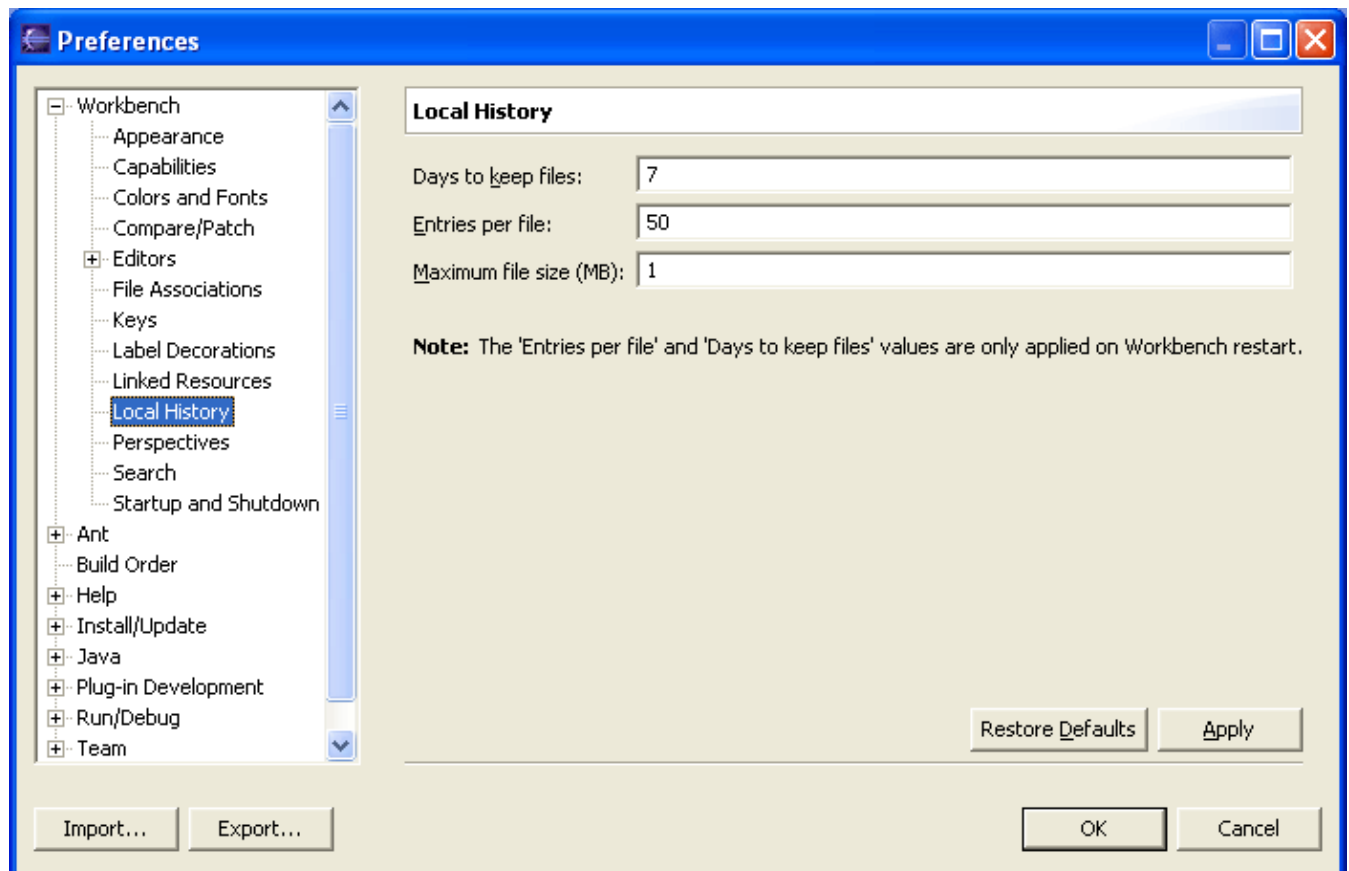 Preferences
Workbench
Appearance
Capabilities
Colors and Fonts
Compare/Patch
Editors
File Associations
Keys
Label Decorations
Linked Resources
Local History
Perspectives
Search
Startup and Shutdown
Ant
Build Order
Help
Install/Update
Java
Plug-in Development
Run/Debug
Team
Local History
Days to keep files: 7
Entries per file: 50
Maximum file size (MB): 1
Note: The 'Entries per file' and 'Days to keep files' values are only applied on Workbench restart.
Restore Defaults Apply
Import... Export... OK Cancel